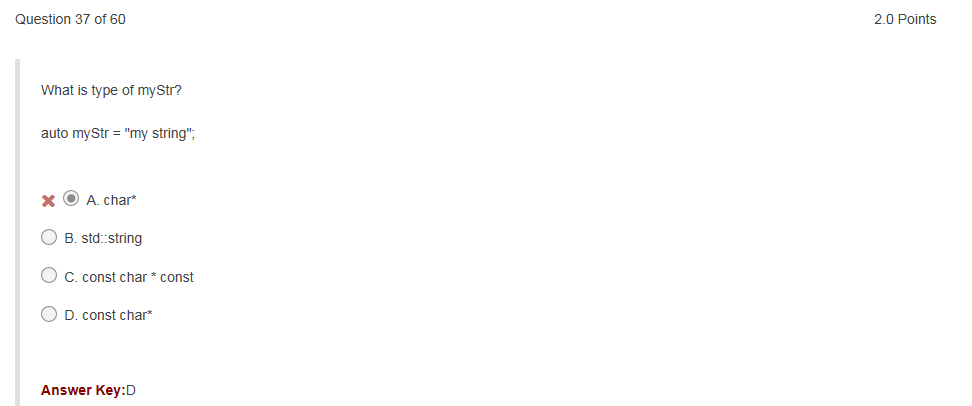 Question 37 of 60 2.0 Points
What is type of myStr?
auto myStr = "my string";
A. char*
B. std::string
C. const char * const
D. const char*
Answer Key:D